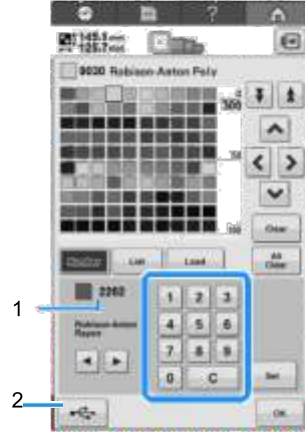 ?
145.1 mm
125.7 mm
9030 Robison-Anton Poly
300
List
Load
Clear
All Clear
1
2262
Robison-Anton
Rayon
1 2 3
4 5 6
7 8 9
0 C
Set
2
OK